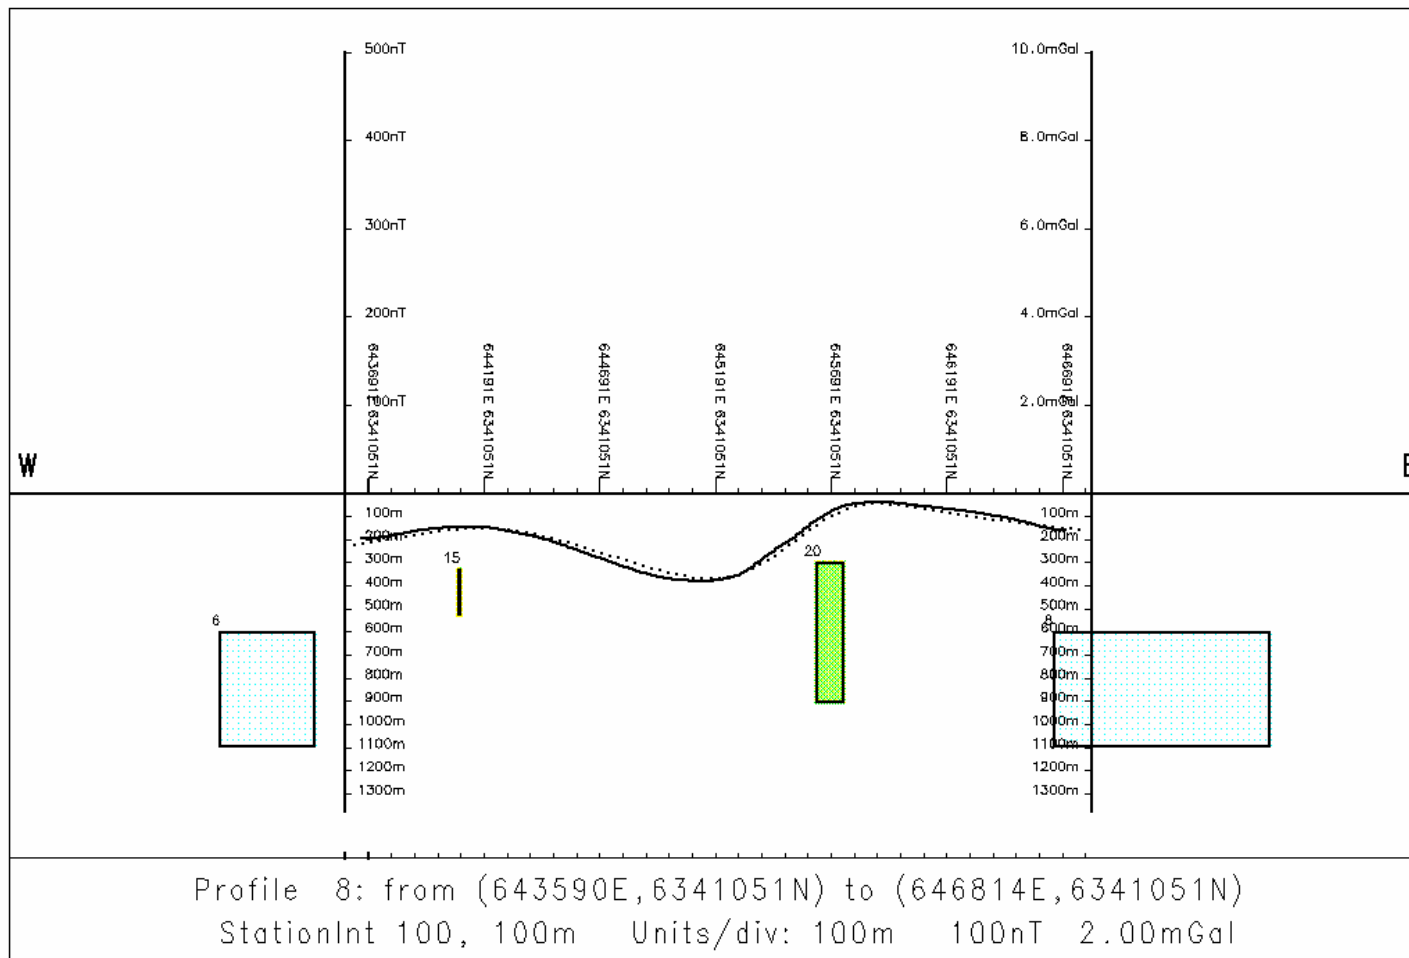 500nT 10.0mGal
400nT 8.0mGal
300nT 6.0mGal
200nT 4.0mGal
100nT 2.0mGal
643691E 6341051N
644191E 6341051N
644691E 6341051N
645191E 6341051N
645691E 6341051N
646191E 6341051N
646691E 6341051N
W E
100m 100m
200m 200m
300m 300m
400m 400m
500m 500m
600m 600m
700m 700m
800m 800m
900m 900m
1000m 1000m
1100m 1100m
1200m 1200m
1300m 1300m
15
20
6
8
Profile 8: from (643590E,6341051N) to (646814E,6341051N)
StationInt 100, 100m Units/div: 100m 100nT 2.00mGal